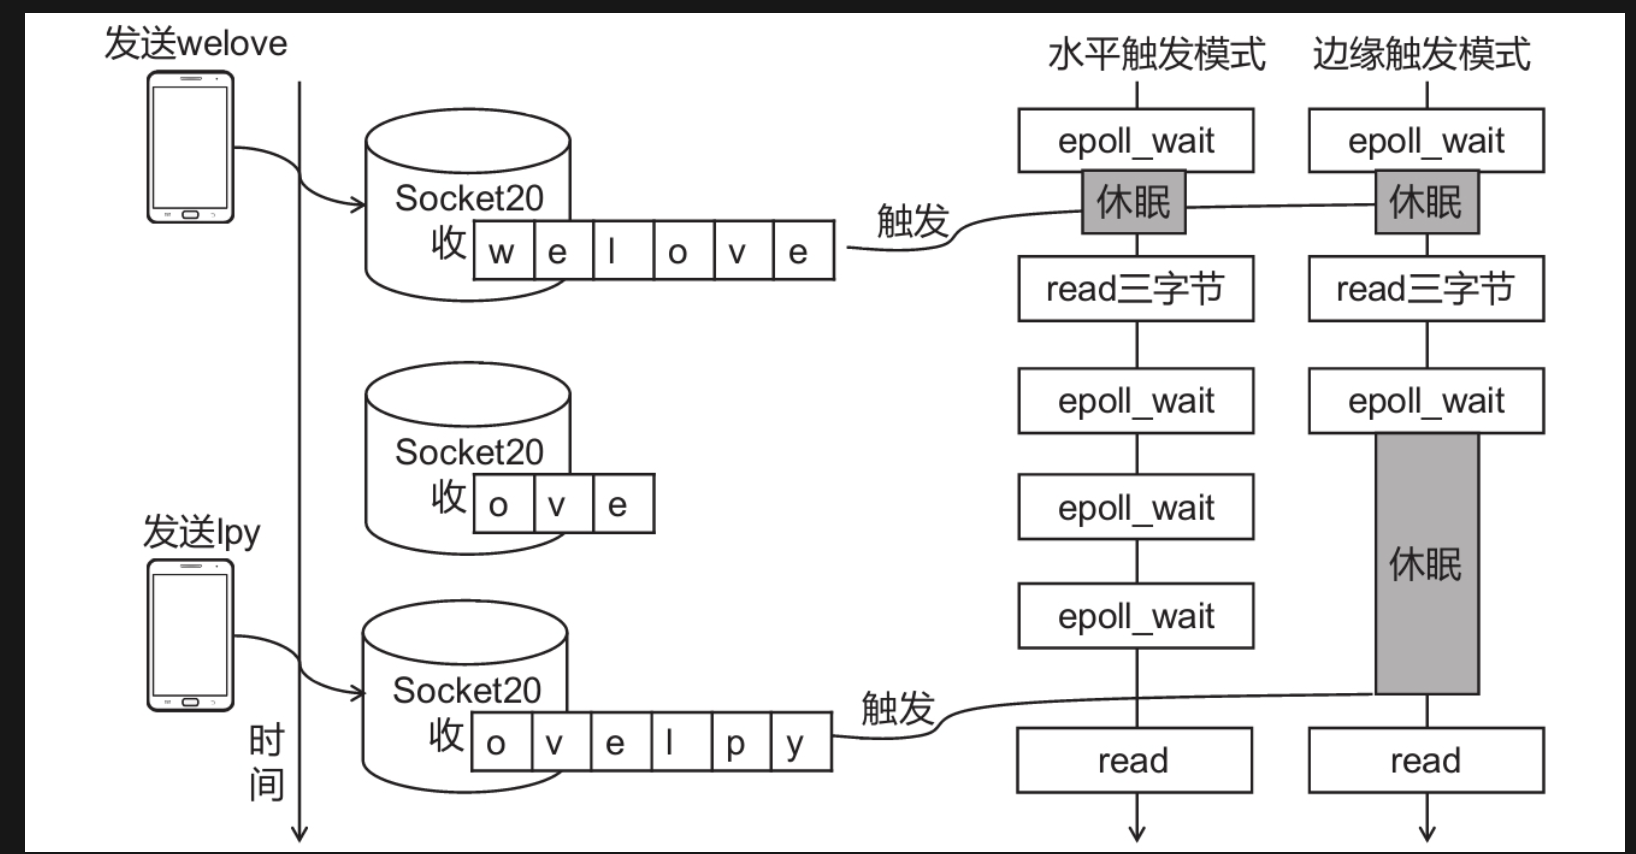 发送welove
水平触发模式
边缘触发模式
epoll_wait
epoll_wait
Socket20
收
w e l o v e
触发
休眠
休眠
read三字节
read三字节
epoll_wait
epoll_wait
Socket20
收
o v e
epoll_wait
发送lpy
休眠
epoll_wait
Socket20
收
o v e l p y
触发
时间
read
read